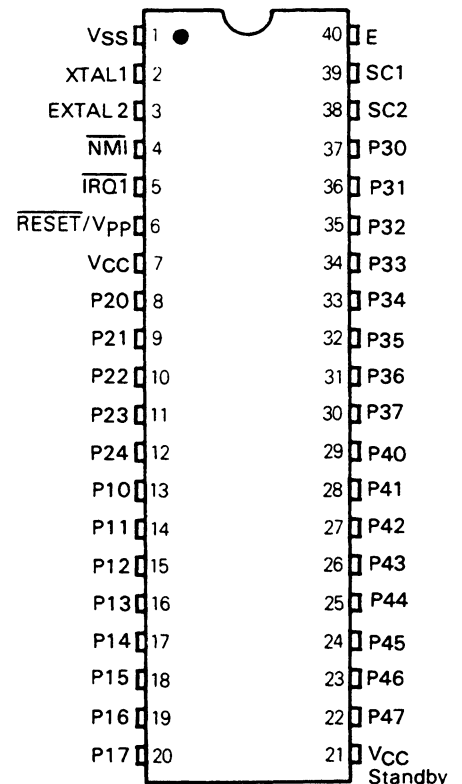 VSS 1 40 E
XTAL1 2 39 SC1
EXTAL2 3 38 SC2
NMI 4 37 P30
IRQ1 5 36 P31
RESET/VPP 6 35 P32
VCC 7 34 P33
P20 8 33 P34
P21 9 32 P35
P22 10 31 P36
P23 11 30 P37
P24 12 29 P40
P10 13 28 P41
P11 14 27 P42
P12 15 26 P43
P13 16 25 P44
P14 17 24 P45
P15 18 23 P46
P16 19 22 P47
P17 20 21 VCC
Standby